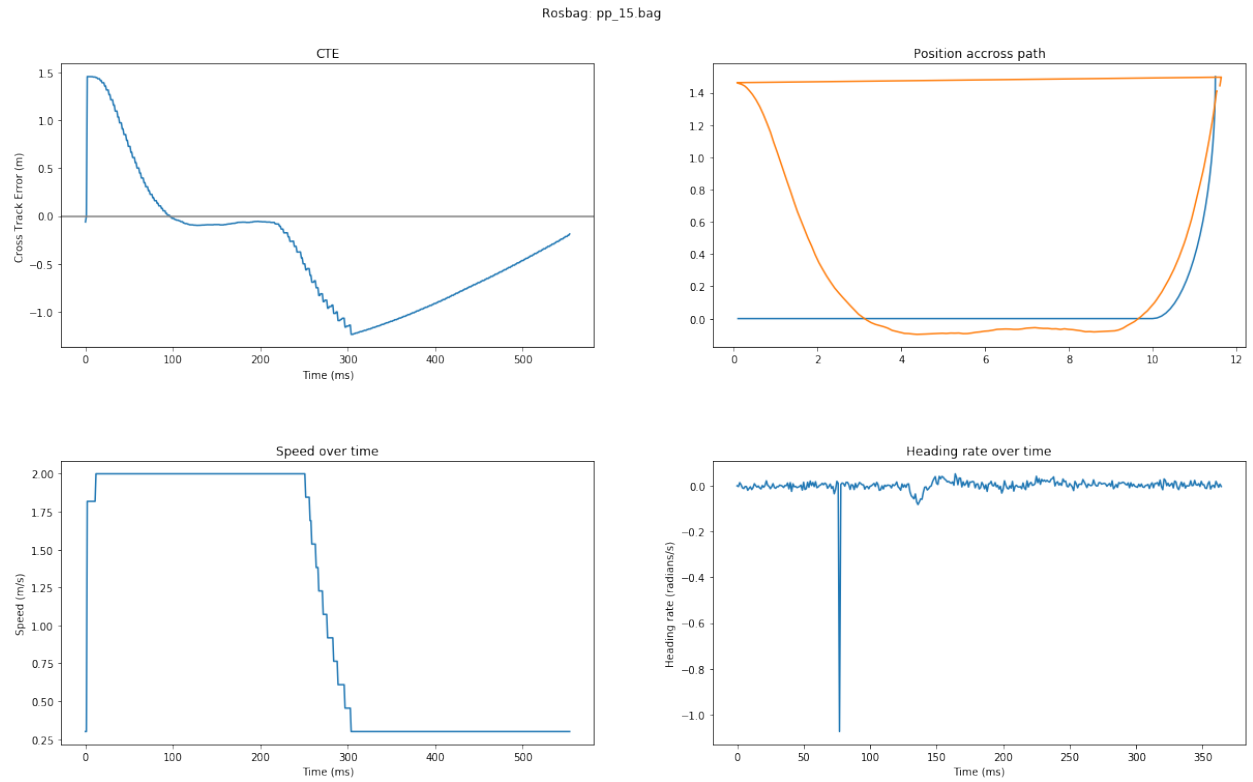 Rosbag: pp_15.bag
CTE
Cross Track Error (m)
1.5
1.0
0.5
0.0
−0.5
−1.0
0 100 200 300 400 500
Time (ms)
Position accross path
1.4
1.2
1.0
0.8
0.6
0.4
0.2
0.0
0 2 4 6 8 10 12
Speed over time
Speed (m/s)
2.00
1.75
1.50
1.25
1.00
0.75
0.50
0.25
0 100 200 300 400 500
Time (ms)
Heading rate over time
Heading rate (radians/s)
0.0
−0.2
−0.4
−0.6
−0.8
−1.0
0 50 100 150 200 250 300 350
Time (ms)